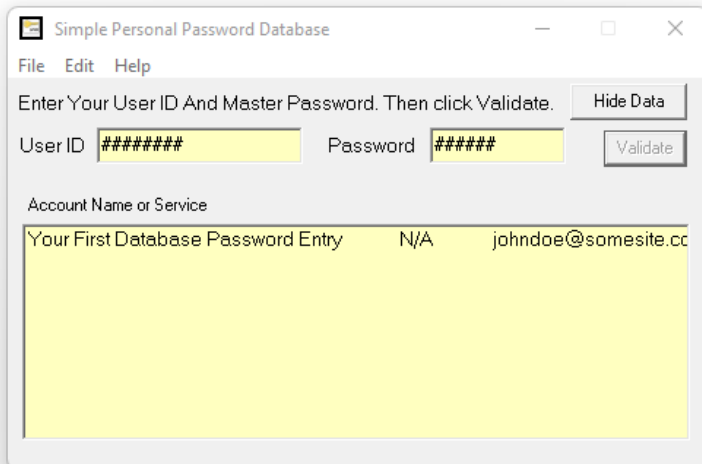 Simple Personal Password Database
File Edit Help
Enter Your User ID And Master Password. Then click Validate. Hide Data
User ID ######## Password ###### Validate
Account Name or Service
Your First Database Password Entry N/A johndoe@somesite.cc